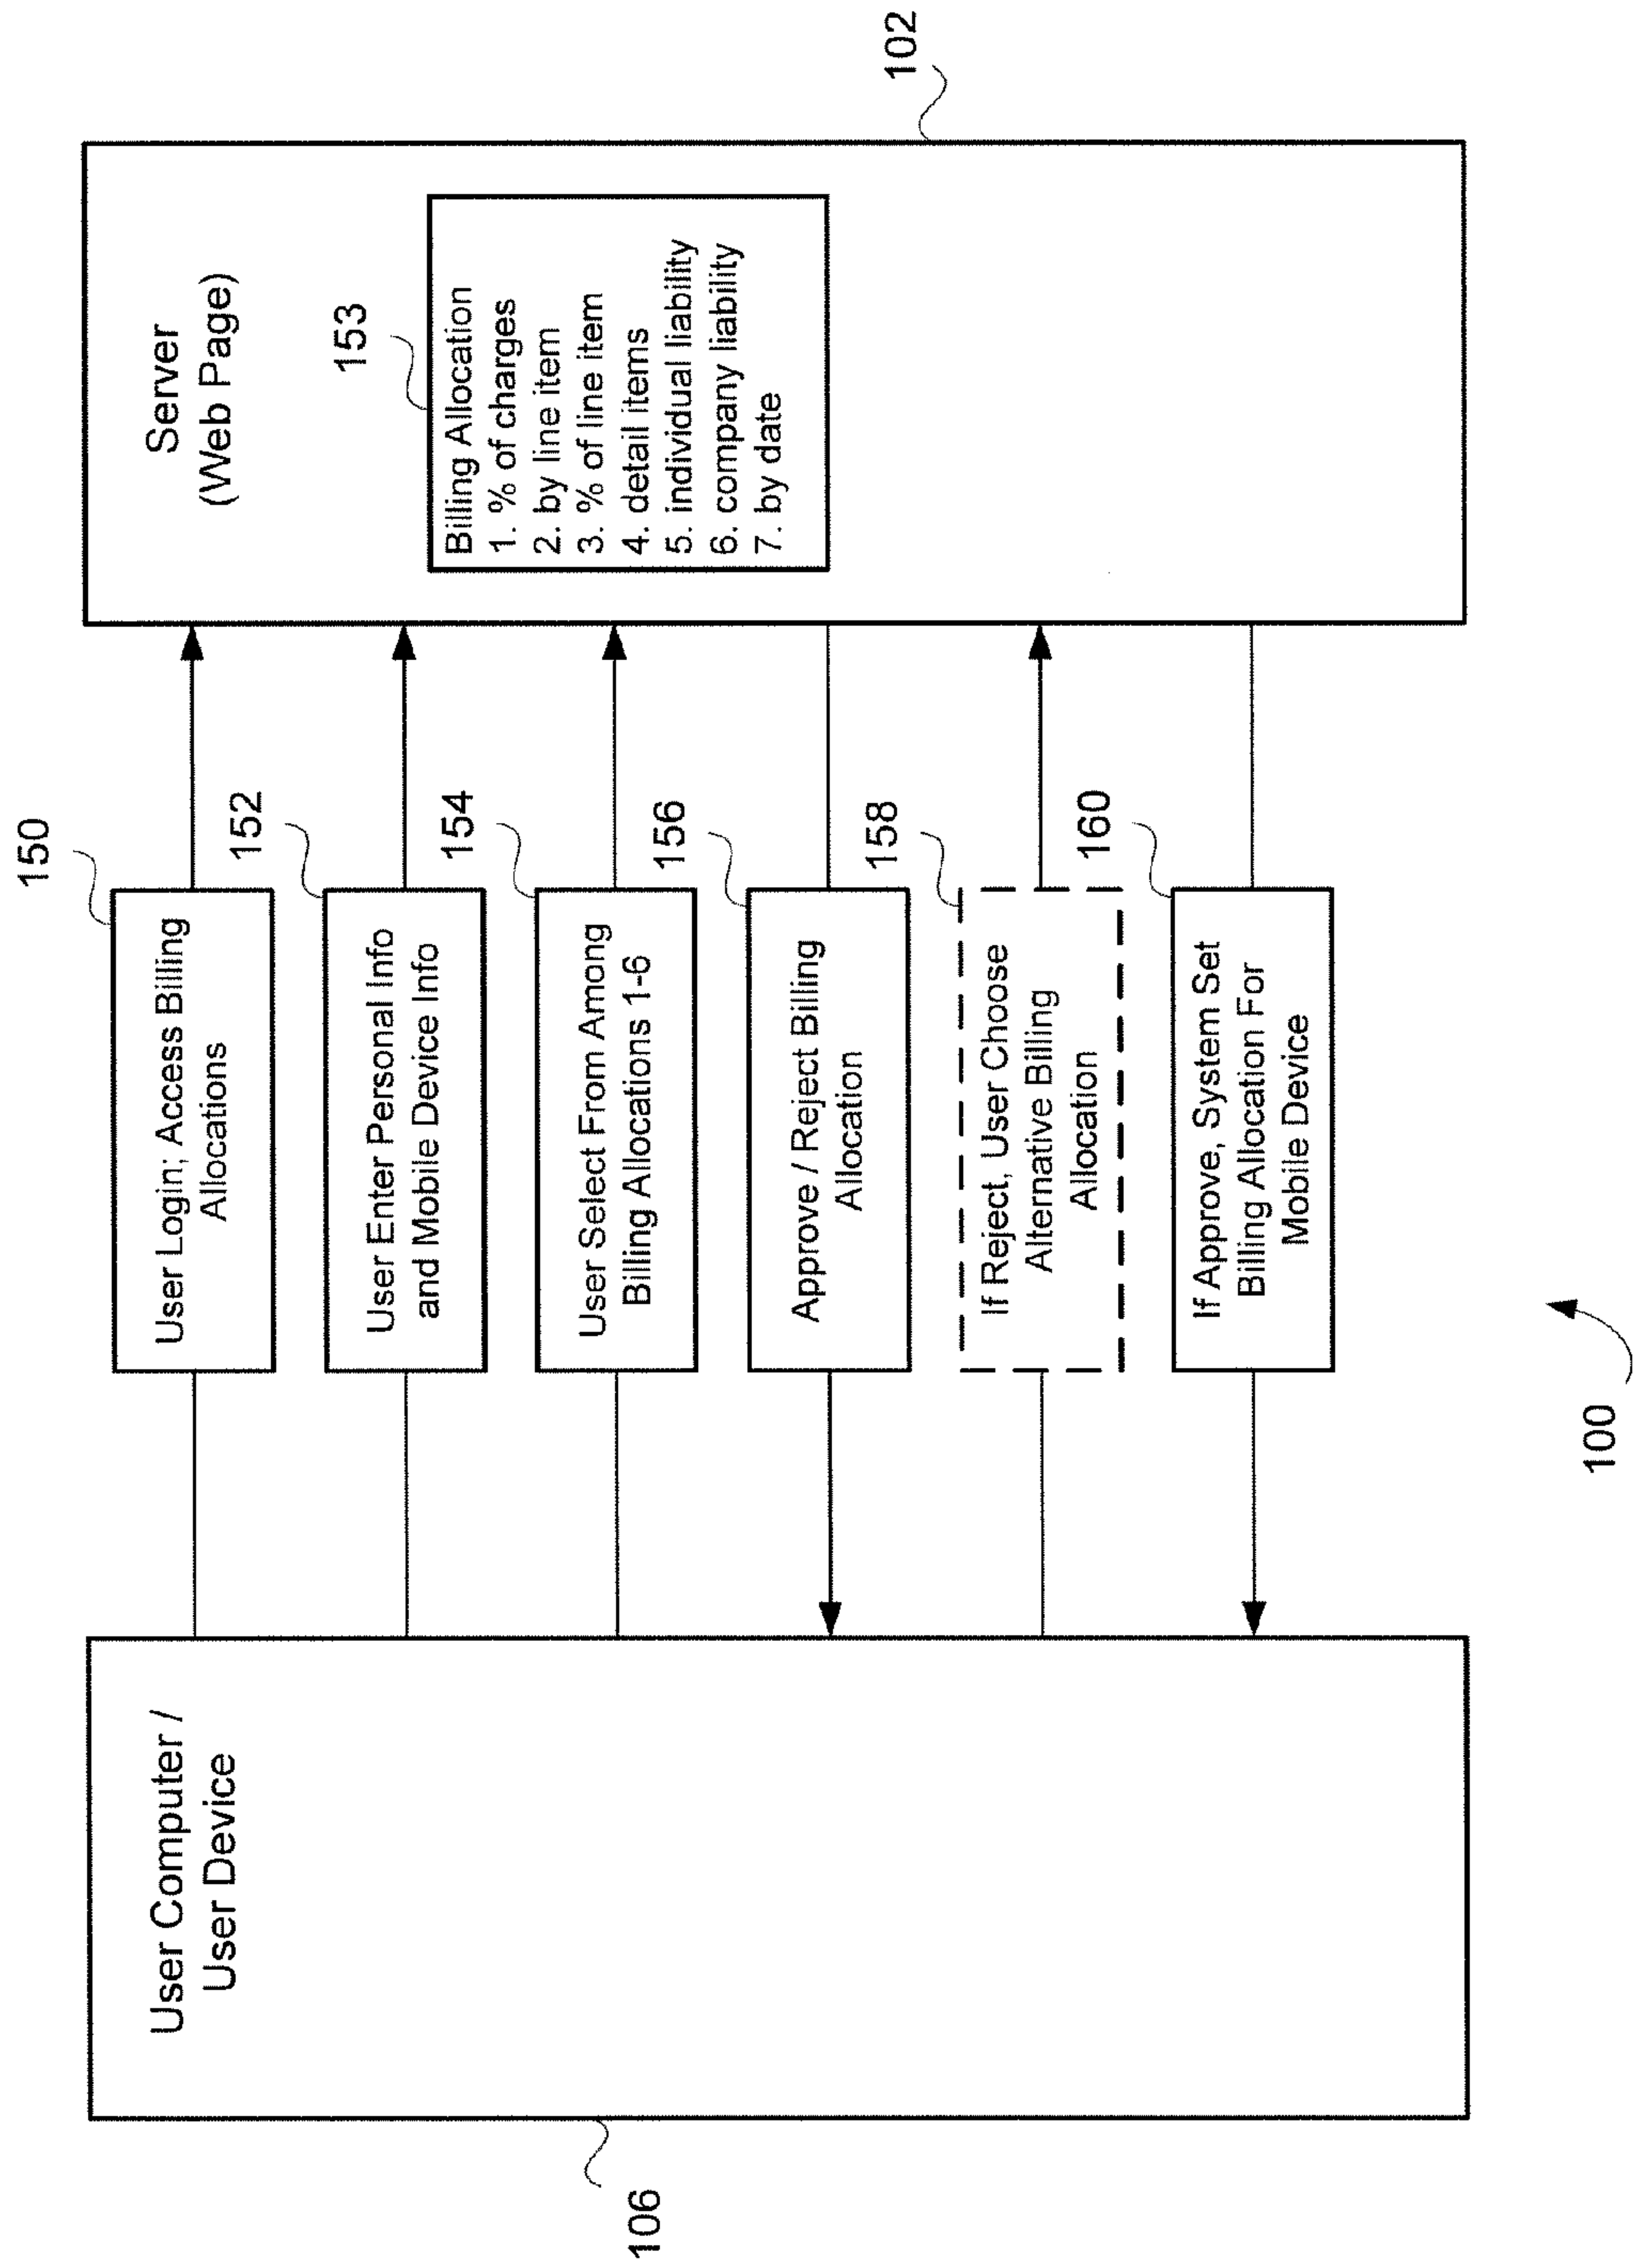 User Computer /
User Device
106
150
User Login; Access Billing
Allocations
152
User Enter Personal Info
and Mobile Device Info
154
User Select From Among
Billing Allocations 1-6
156
Approve / Reject Billing
Allocation
158
If Reject, User Choose
Alternative Billing
Allocation
160
If Approve, System Set
Billing Allocation For
Mobile Device
Server
(Web Page)
102
153
Billing Allocation
1. % of charges
2. by line item
3. % of line item
4. detail items
5. individual liability
6. company liability
7. by date
100